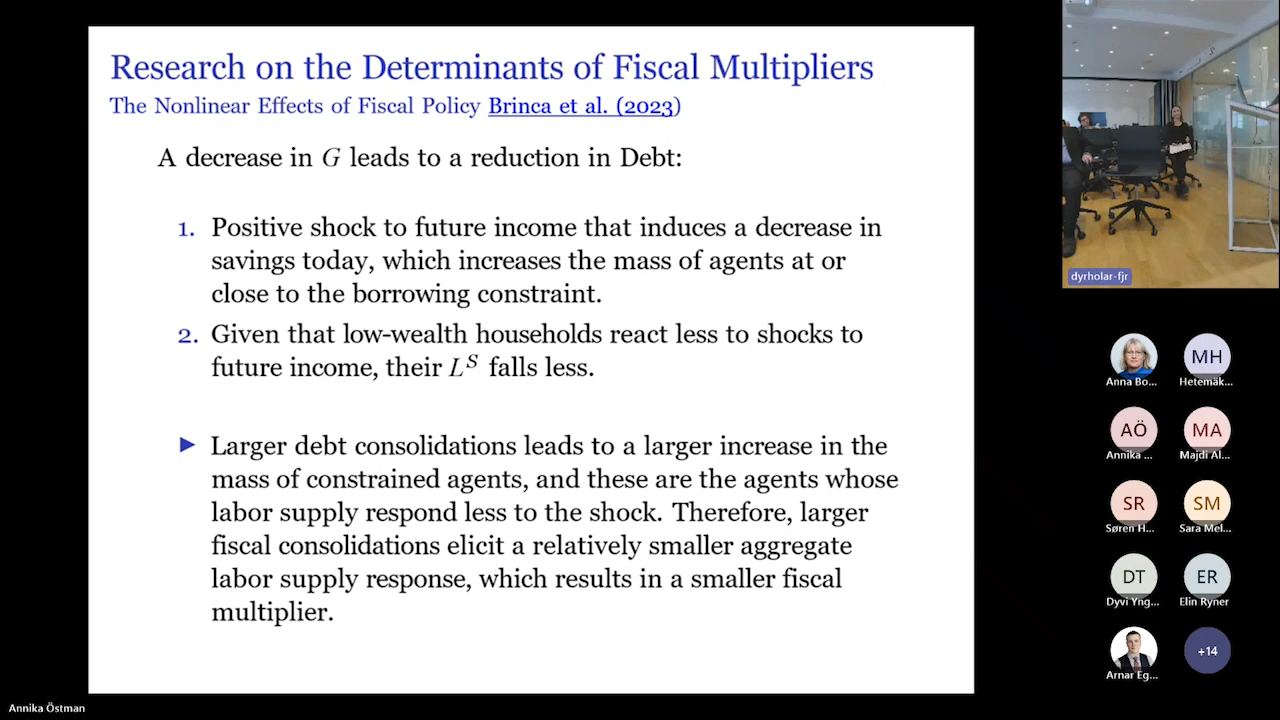 Research on the Determinants of Fiscal Multipliers
The Nonlinear Effects of Fiscal Policy Brinca et al. (2023)
A decrease in G leads to a reduction in Debt:
1. Positive shock to future income that induces a decrease in
savings today, which increases the mass of agents at or
close to the borrowing constraint.
2. Given that low-wealth households react less to shocks to
future income, their L^S falls less.
► Larger debt consolidations leads to a larger increase in the
mass of constrained agents, and these are the agents whose
labor supply respond less to the shock. Therefore, larger
fiscal consolidations elicit a relatively smaller aggregate
labor supply response, which results in a smaller fiscal
multiplier.
dyrholar-fjr
MH
Anna Bo...
Hetemäk...
AÖ
MA
Annika ...
Majdi Al...
SR
SM
Søren H...
Sara Mel...
DT
ER
Dyvi Yng...
Elin Ryner
+14
Arnar Eg...
Annika Östman